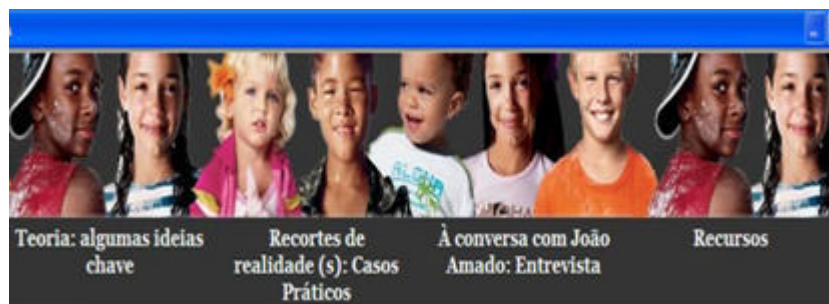 Teoria: algumas ideias
chave
Recortes de
realidade (s): Casos
Práticos
À conversa com João
Amado: Entrevista
Recursos